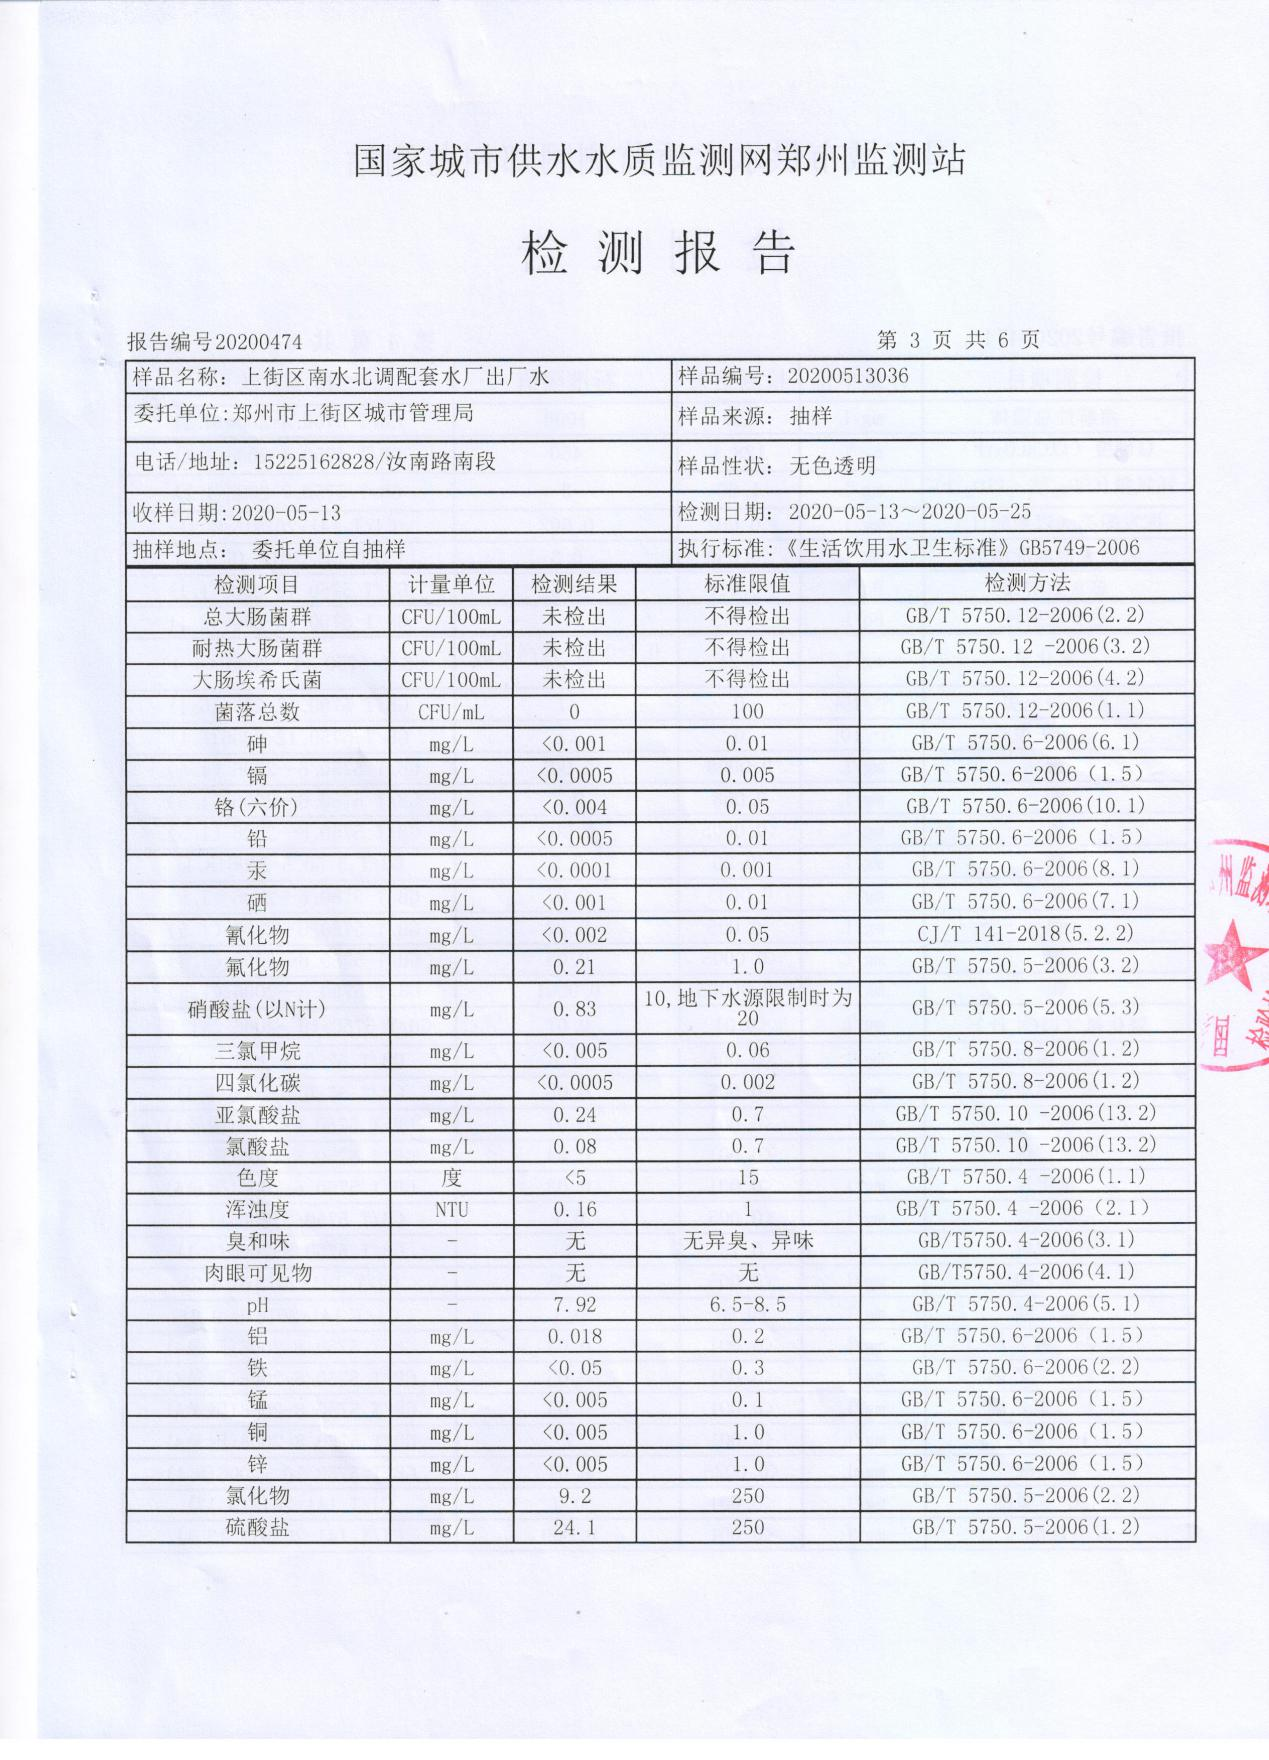 国家城市供水水质监测网郑州监测站
检 测 报 告
报告编号20200474 第 3 页 共 6 页
样品名称: 上街区南水北调配套水厂出厂水 样品编号: 20200513036
委托单位:郑州市上街区城市管理局 样品来源: 抽样
电话/地址: 15225162828/汝南路南段 样品性状: 无色透明
收样日期:2020-05-13 检测日期: 2020-05-13～2020-05-25
抽样地点: 委托单位自抽样 执行标准:《生活饮用水卫生标准》GB5749-2006
检测项目 计量单位 检测结果 标准限值 检测方法
总大肠菌群 CFU/100mL 未检出 不得检出 GB/T 5750.12-2006(2.2)
耐热大肠菌群 CFU/100mL 未检出 不得检出 GB/T 5750.12 -2006(3.2)
大肠埃希氏菌 CFU/100mL 未检出 不得检出 GB/T 5750.12-2006(4.2)
菌落总数 CFU/mL 0 100 GB/T 5750.12-2006(1.1)
砷 mg/L <0.001 0.01 GB/T 5750.6-2006(6.1)
镉 mg/L <0.0005 0.005 GB/T 5750.6-2006（1.5）
铬(六价) mg/L <0.004 0.05 GB/T 5750.6-2006(10.1)
铅 mg/L <0.0005 0.01 GB/T 5750.6-2006（1.5）
汞 mg/L <0.0001 0.001 GB/T 5750.6-2006(8.1)
硒 mg/L <0.001 0.01 GB/T 5750.6-2006(7.1)
氰化物 mg/L <0.002 0.05 CJ/T 141-2018(5.2.2)
氟化物 mg/L 0.21 1.0 GB/T 5750.5-2006(3.2)
硝酸盐(以N计) mg/L 0.83 10,地下水源限制时为20 GB/T 5750.5-2006(5.3)
三氯甲烷 mg/L <0.005 0.06 GB/T 5750.8-2006(1.2)
四氯化碳 mg/L <0.0005 0.002 GB/T 5750.8-2006(1.2)
亚氯酸盐 mg/L 0.24 0.7 GB/T 5750.10 -2006(13.2)
氯酸盐 mg/L 0.08 0.7 GB/T 5750.10 -2006(13.2)
色度 度 <5 15 GB/T 5750.4 -2006(1.1)
浑浊度 NTU 0.16 1 GB/T 5750.4 -2006（2.1）
臭和味 - 无 无异臭、异味 GB/T5750.4-2006(3.1)
肉眼可见物 - 无 无 GB/T5750.4-2006(4.1)
pH - 7.92 6.5-8.5 GB/T 5750.4-2006(5.1)
铝 mg/L 0.018 0.2 GB/T 5750.6-2006（1.5）
铁 mg/L <0.05 0.3 GB/T 5750.6-2006(2.2)
锰 mg/L <0.005 0.1 GB/T 5750.6-2006（1.5）
铜 mg/L <0.005 1.0 GB/T 5750.6-2006（1.5）
锌 mg/L <0.005 1.0 GB/T 5750.6-2006（1.5）
氯化物 mg/L 9.2 250 GB/T 5750.5-2006(2.2)
硫酸盐 mg/L 24.1 250 GB/T 5750.5-2006(1.2)
州监测
国
检验